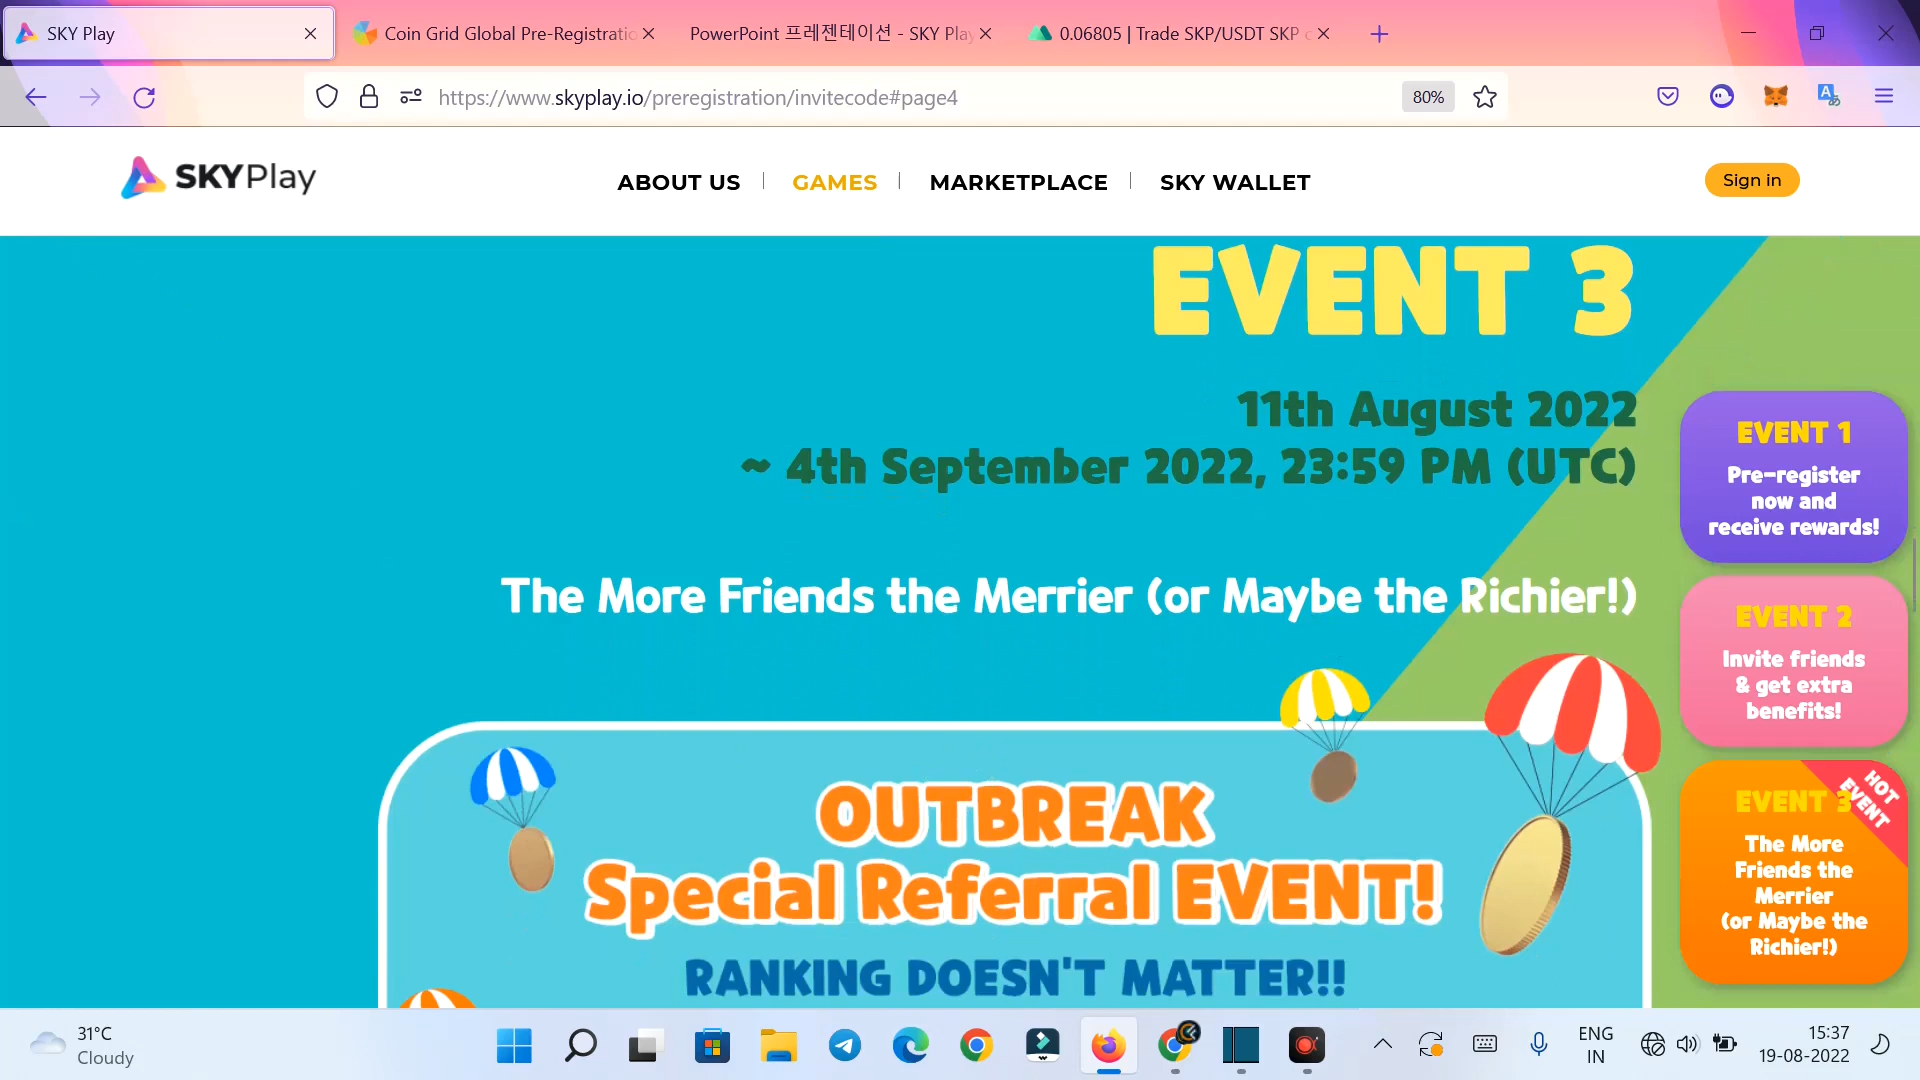 SKY Play
Coin Grid Global Pre-Registratio
PowerPoint 프레젠테이션 - SKY Play
0.06805 | Trade SKP/USDT SKP c
https://www.skyplay.io/preregistration/invitecode#page4
80%
SKYPlay
ABOUT US
GAMES
MARKETPLACE
SKY WALLET
Sign in
EVENT 3
11th August 2022
~ 4th September 2022, 23:59 PM (UTC)
The More Friends the Merrier (or Maybe the Richier!)
OUTBREAK
Special Referral EVENT!
RANKING DOESN'T MATTER!!
EVENT 1
Pre-register
now and
receive rewards!
EVENT 2
Invite friends
& get extra
benefits!
EVENT 3
HOT
EVENT
The More
Friends the
Merrier
(or Maybe the
Richier!)
31°C
Cloudy
ENG
IN
15:37
19-08-2022